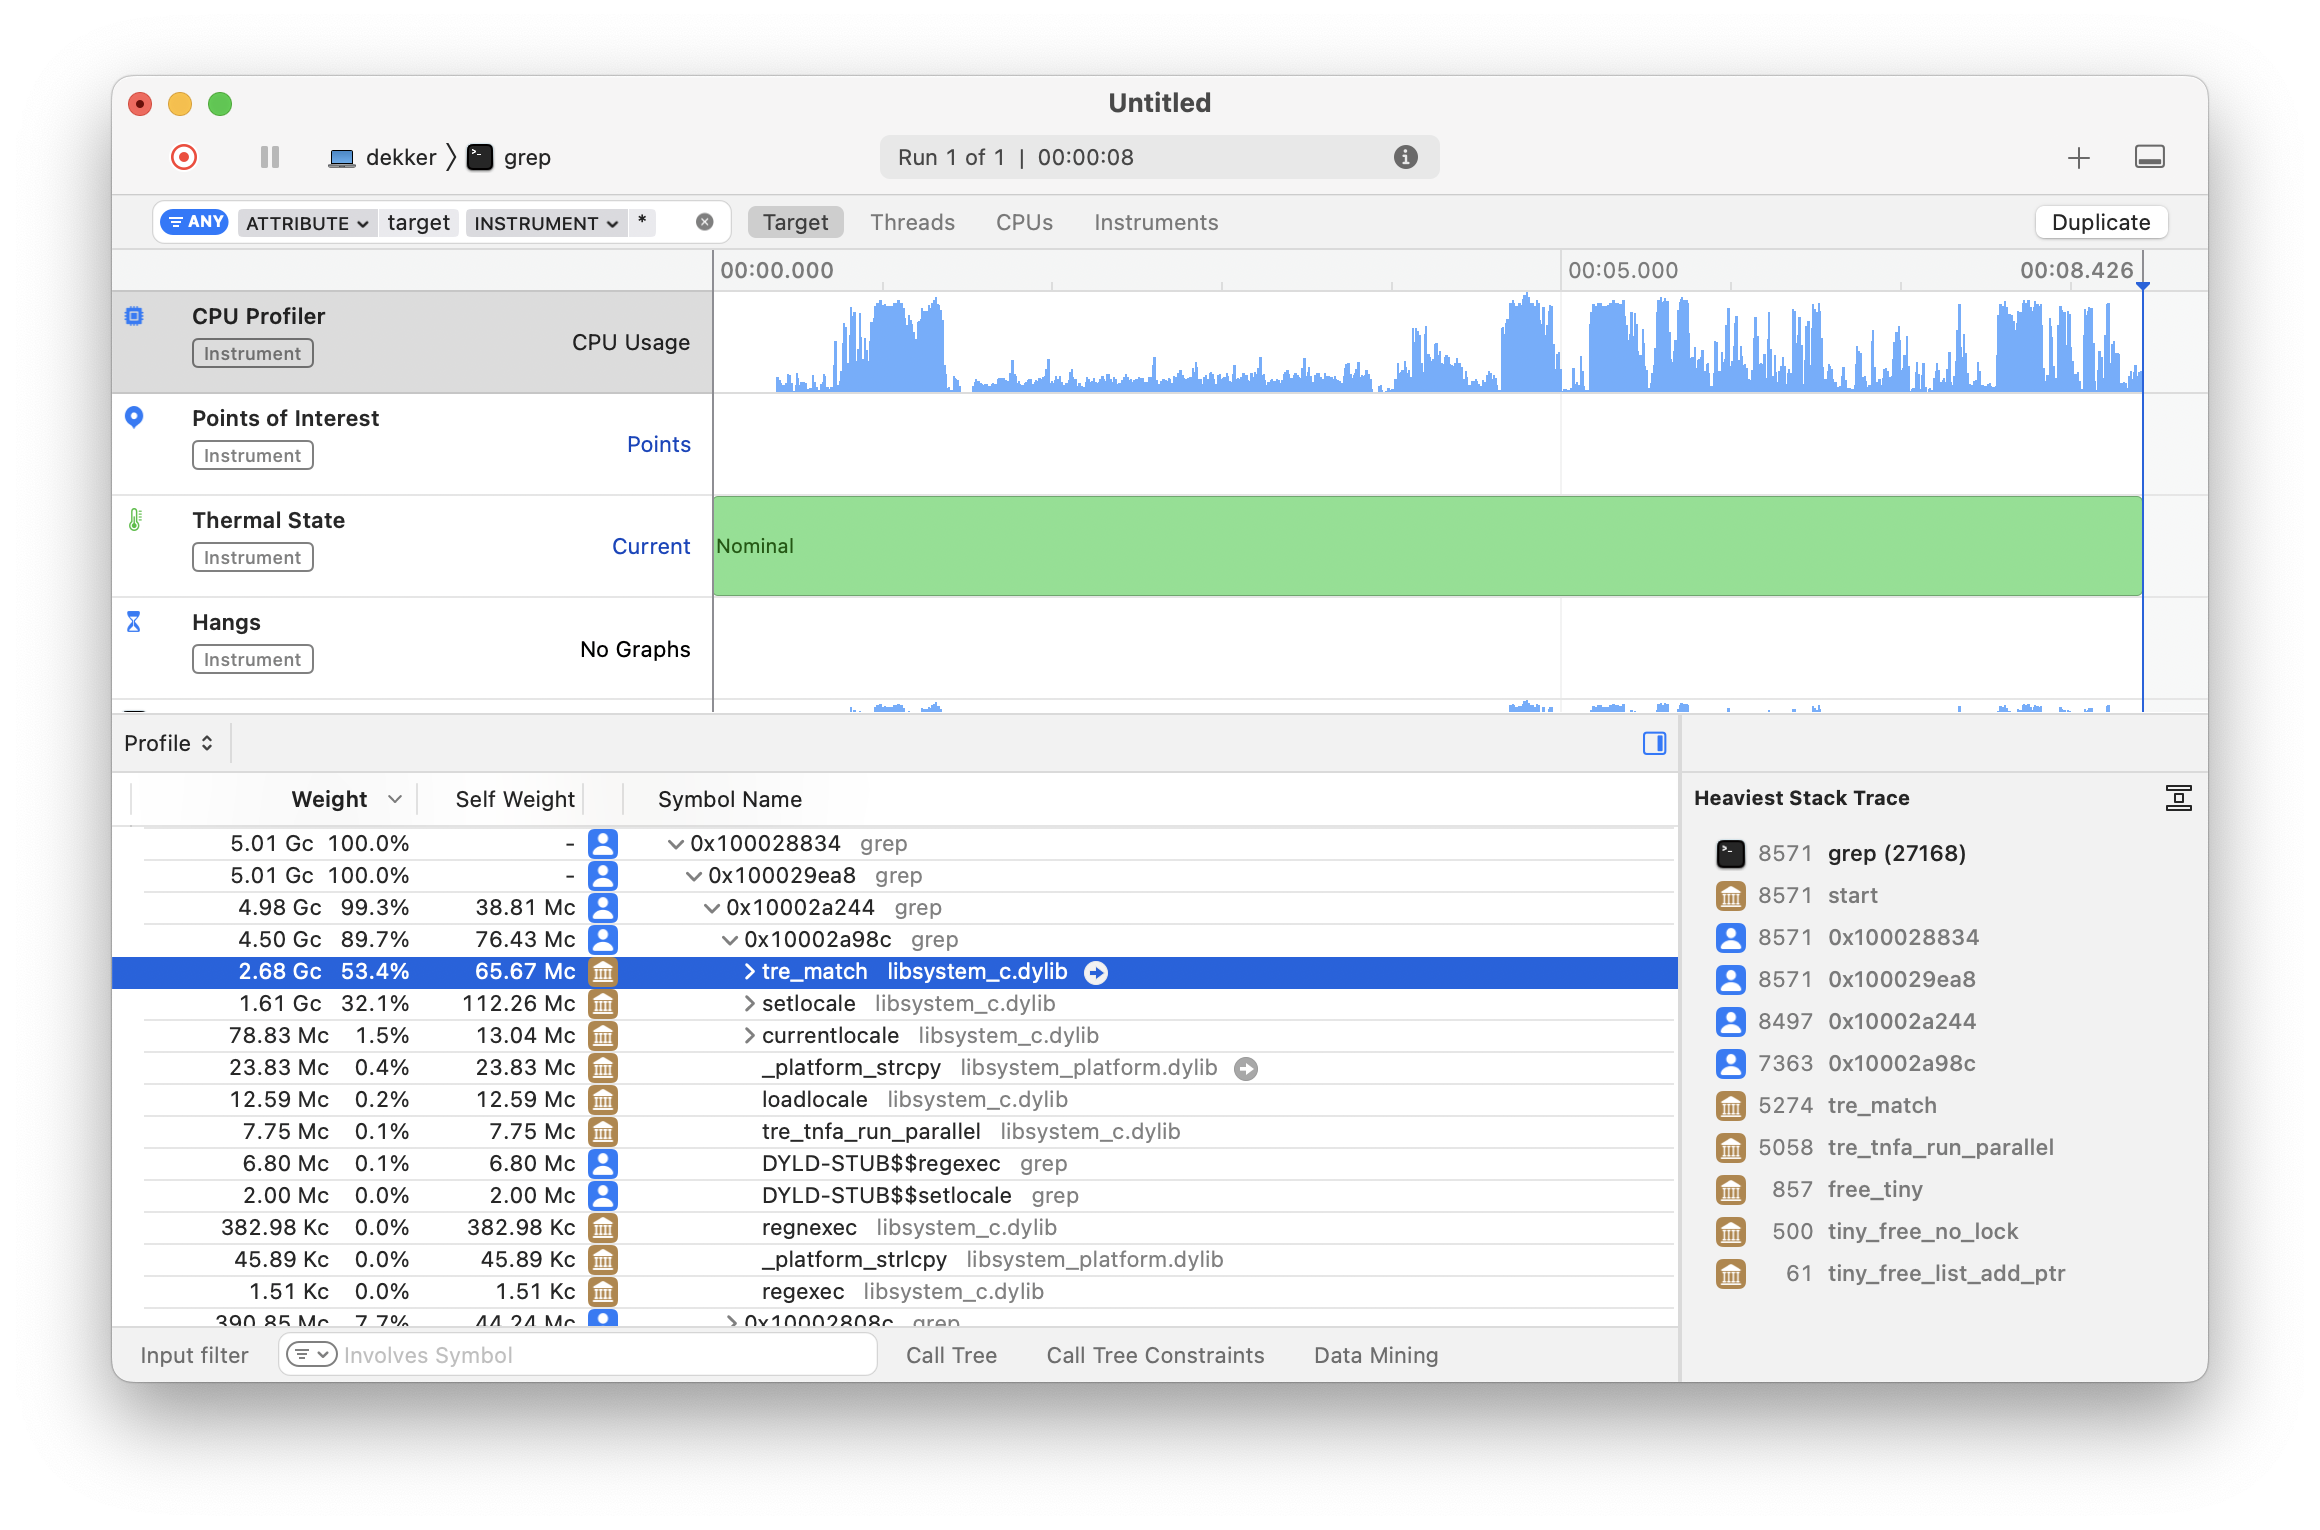 Untitled
dekker grep
Run 1 of 1 | 00:00:08
ANY ATTRIBUTE target INSTRUMENT * Target Threads CPUs Instruments Duplicate
00:00.000 00:05.000 00:08.426
CPU Profiler
Instrument
CPU Usage
Points of Interest
Instrument
Points
Thermal State
Instrument
Current
Nominal
Hangs
Instrument
No Graphs
Profile
Weight Self Weight Symbol Name
5.01 Gc 100.0% - 0x100028834 grep
5.01 Gc 100.0% - 0x100029ea8 grep
4.98 Gc 99.3% 38.81 Mc 0x10002a244 grep
4.50 Gc 89.7% 76.43 Mc 0x10002a98c grep
2.68 Gc 53.4% 65.67 Mc tre_match libsystem_c.dylib
1.61 Gc 32.1% 112.26 Mc setlocale libsystem_c.dylib
78.83 Mc 1.5% 13.04 Mc currentlocale libsystem_c.dylib
23.83 Mc 0.4% 23.83 Mc _platform_strcpy libsystem_platform.dylib
12.59 Mc 0.2% 12.59 Mc loadlocale libsystem_c.dylib
7.75 Mc 0.1% 7.75 Mc tre_tnfa_run_parallel libsystem_c.dylib
6.80 Mc 0.1% 6.80 Mc DYLD-STUB$$regexec grep
2.00 Mc 0.0% 2.00 Mc DYLD-STUB$$setlocale grep
382.98 Kc 0.0% 382.98 Kc regnexec libsystem_c.dylib
45.89 Kc 0.0% 45.89 Kc _platform_strlcpy libsystem_platform.dylib
1.51 Kc 0.0% 1.51 Kc regexec libsystem_c.dylib
390.85 Mc 7.7% 44.24 Mc 0x10002808c grep
Input filter Involves Symbol Call Tree Call Tree Constraints Data Mining
Heaviest Stack Trace
8571 grep (27168)
8571 start
8571 0x100028834
8571 0x100029ea8
8497 0x10002a244
7363 0x10002a98c
5274 tre_match
5058 tre_tnfa_run_parallel
857 free_tiny
500 tiny_free_no_lock
61 tiny_free_list_add_ptr